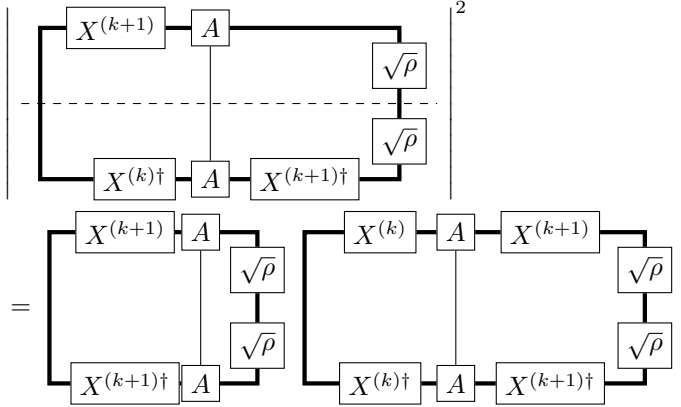 X^{(k+1)} A 2
√ρ
√ρ
X^{(k)†} A X^{(k+1)†}
X^{(k+1)} A X^{(k)} A X^{(k+1)}
√ρ √ρ
=
√ρ √ρ
X^{(k+1)†} A X^{(k)†} A X^{(k+1)†}